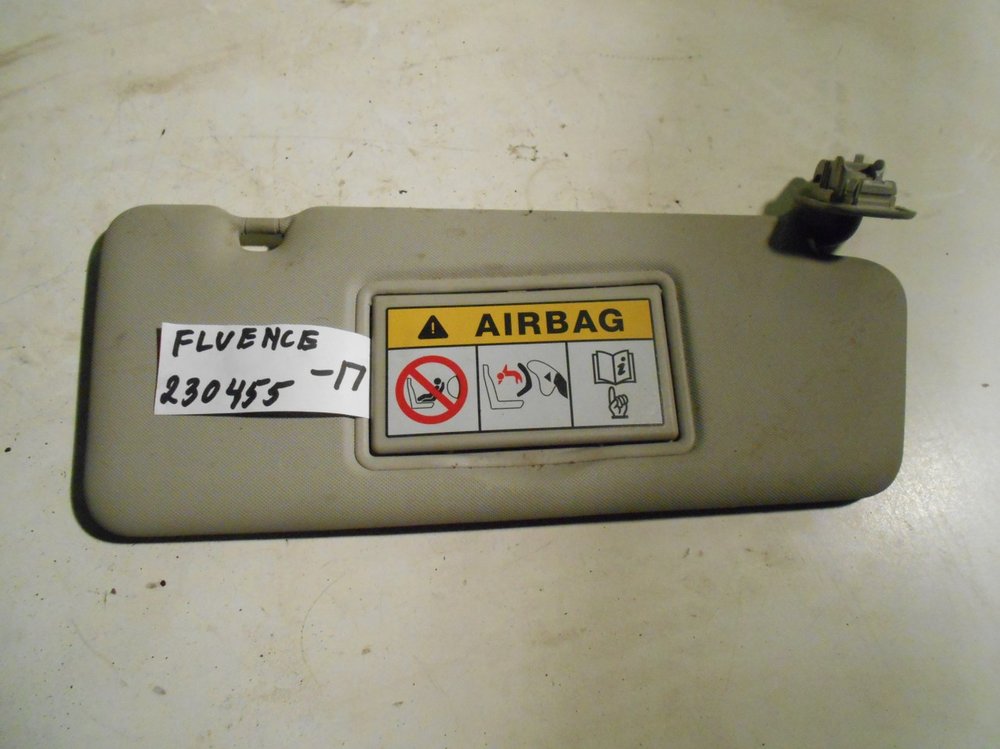 FLUENCE
230455 -П
AIRBAG